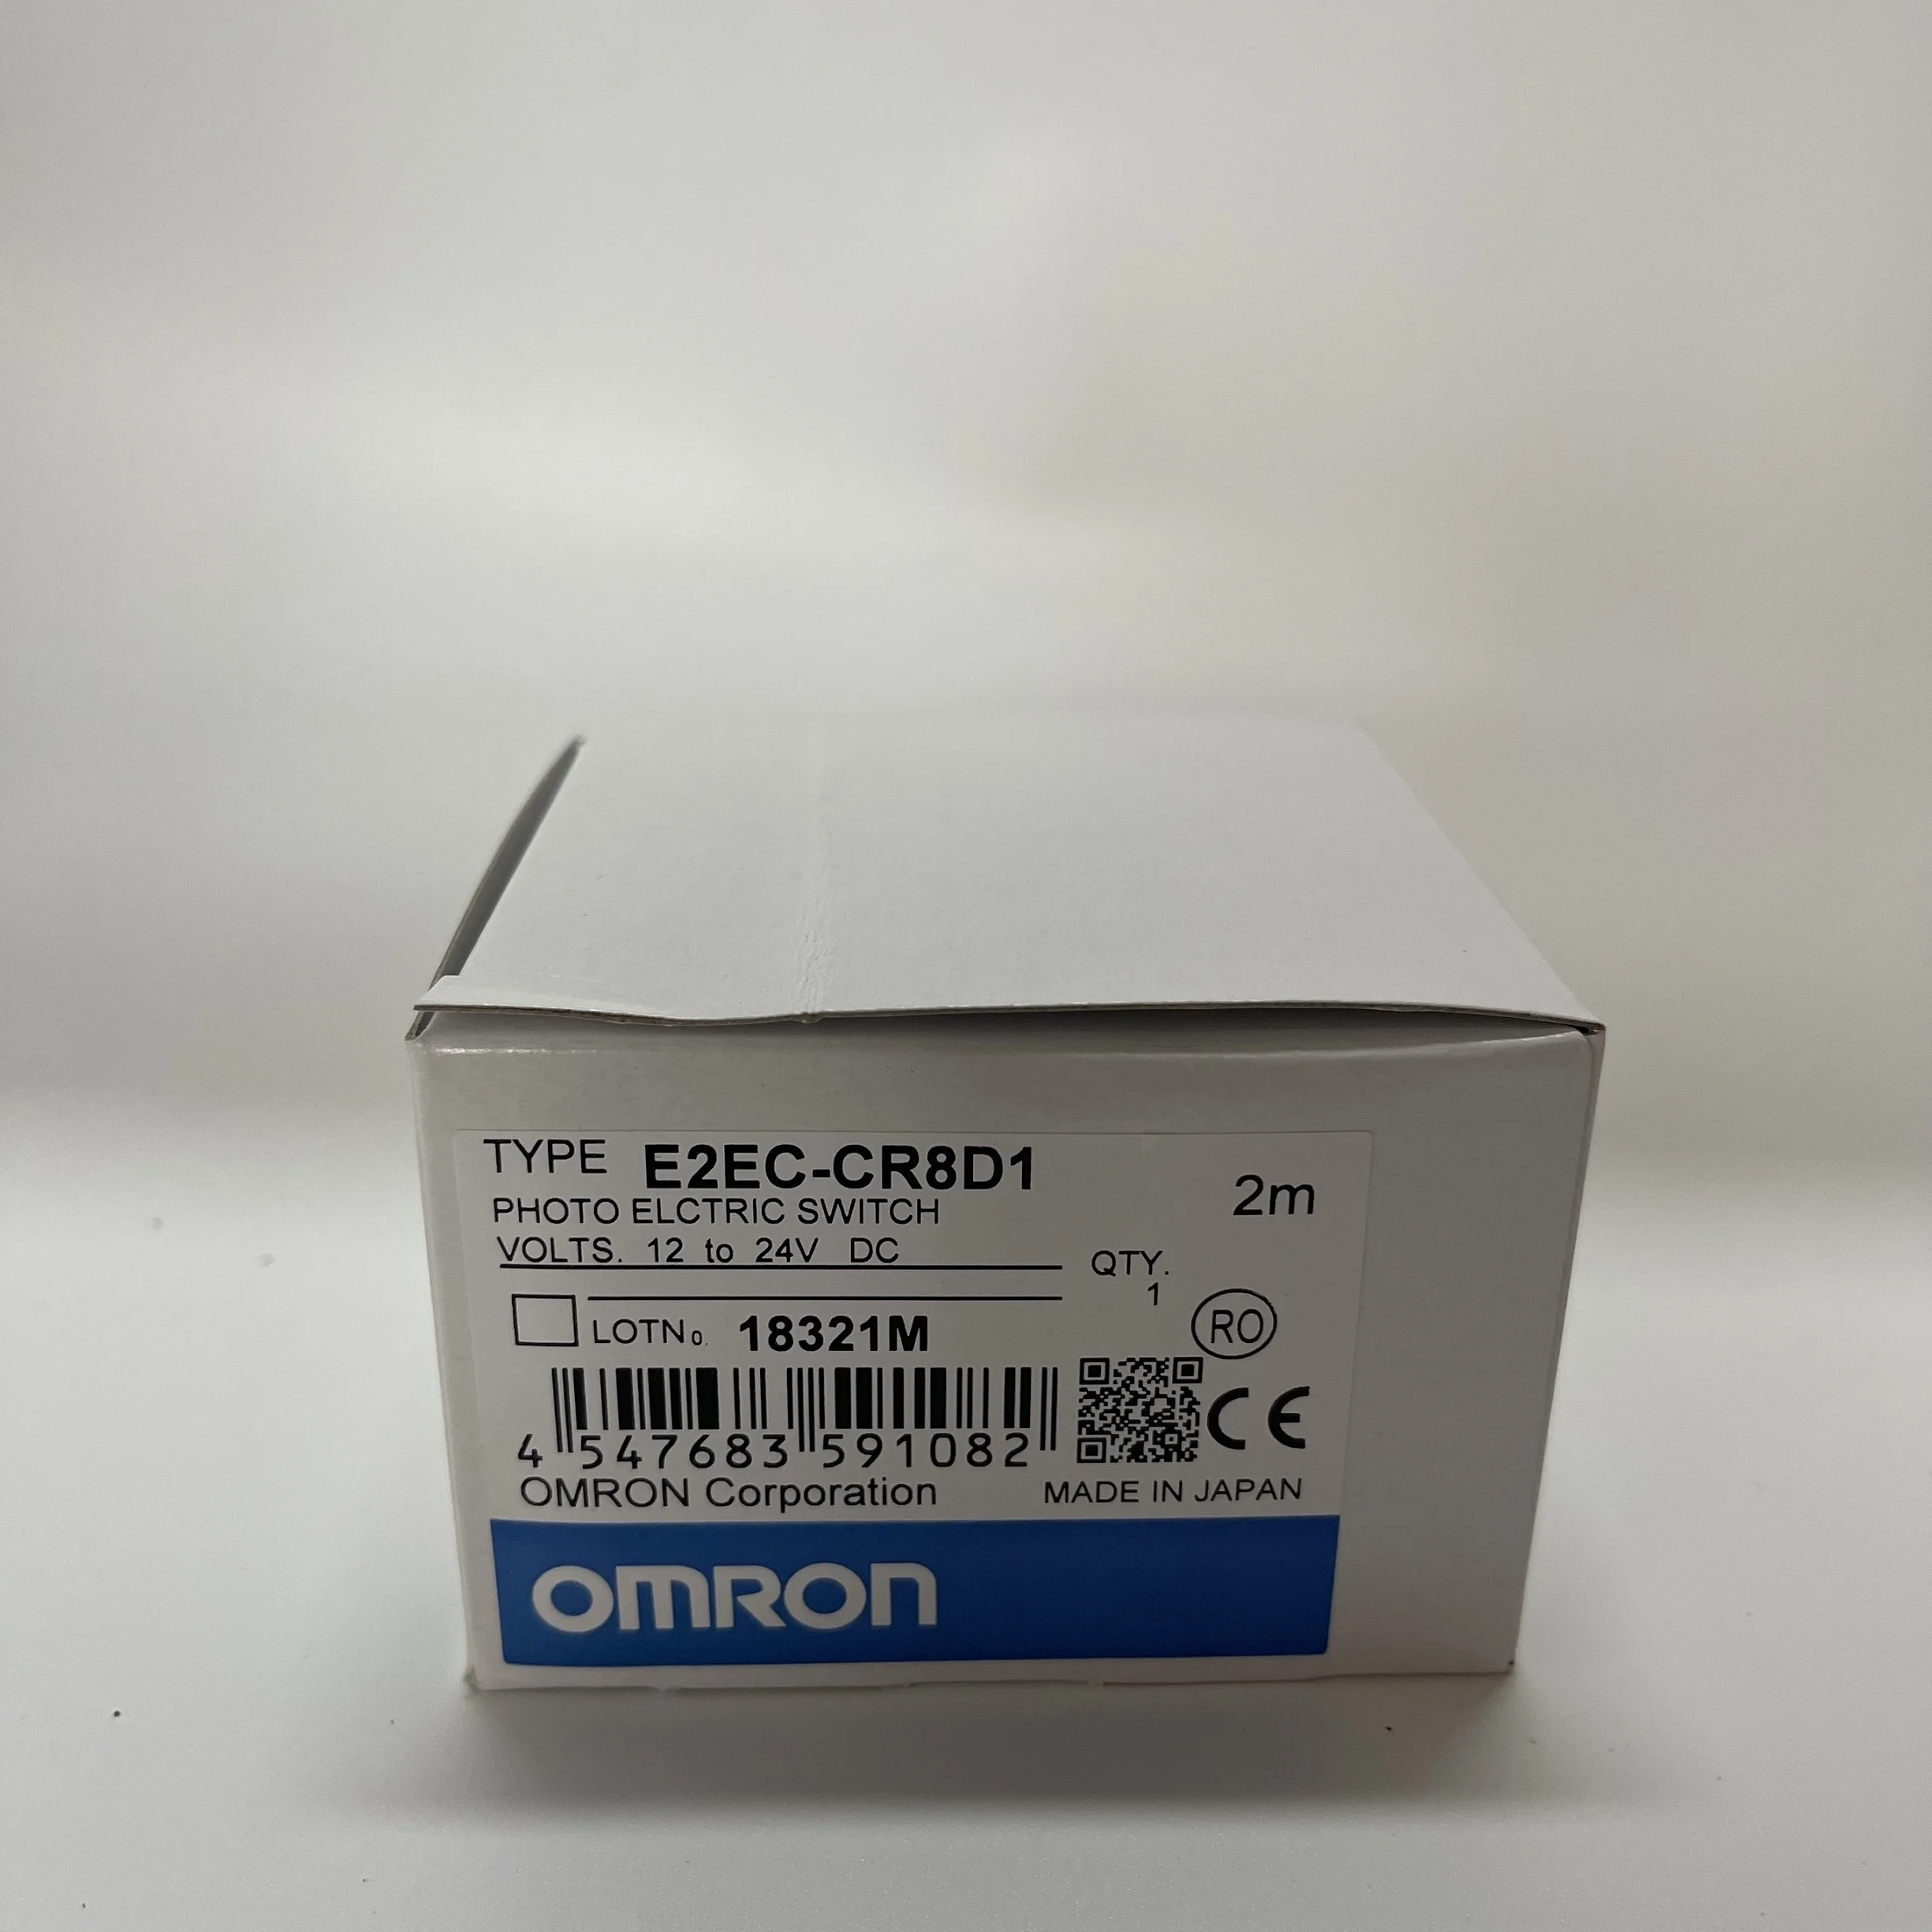 TYPE E2EC-CR8D1
2m
PHOTO ELCTRIC SWITCH
VOLTS. 12 to 24V DC
QTY.
1
LOTNo. 18321M
RO
4 547683 591082
CE
OMRON Corporation
MADE IN JAPAN
OMRON